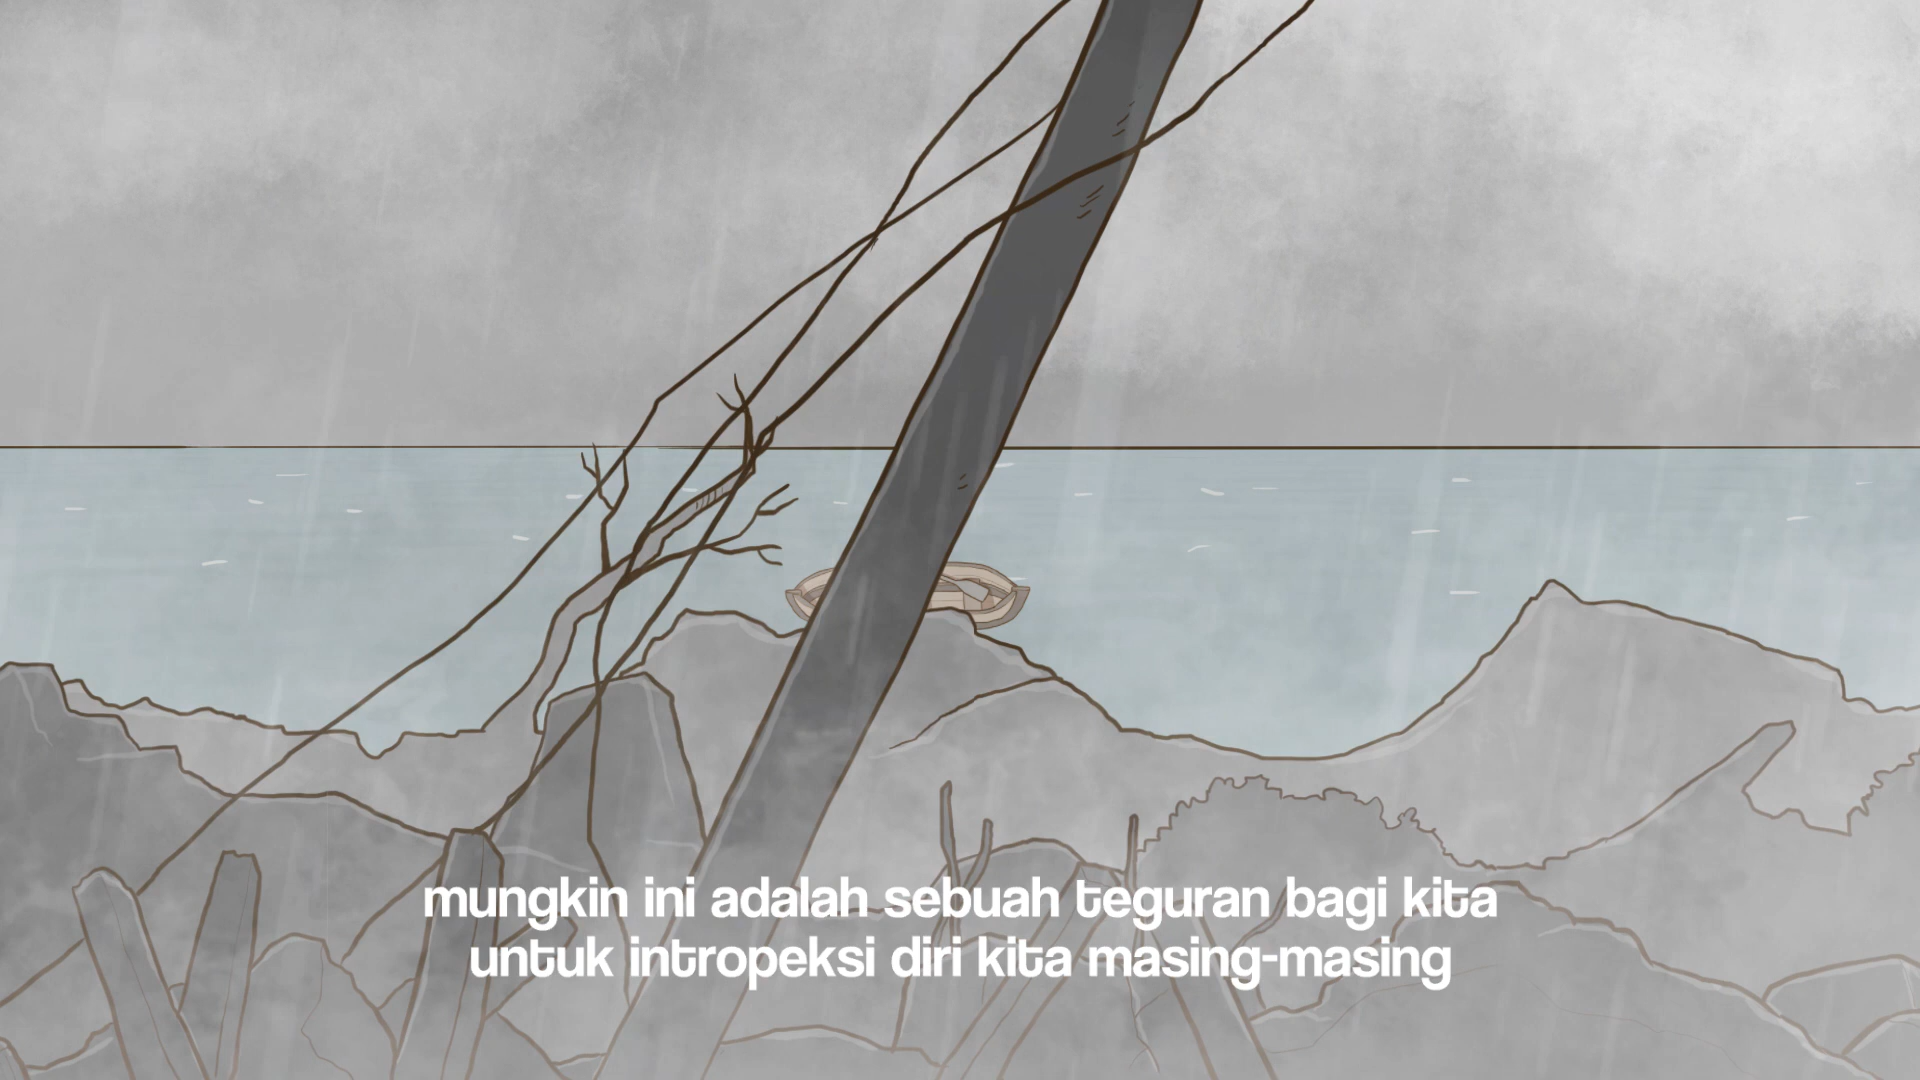 mungkin ini adalah sebuah teguran bagi kita
untuk intropeksi diri kita masing-masing